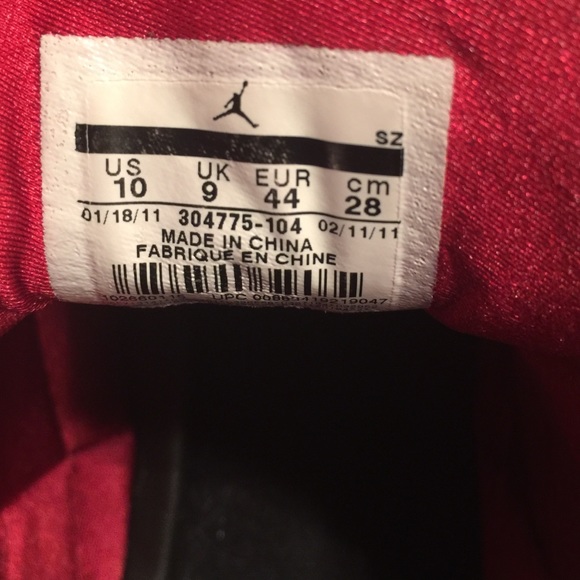 SZ
US UK EUR cm
10 9 44 28
01/18/11 304775-104 02/11/11
MADE IN CHINA
FABRIQUE EN CHINE
UPC